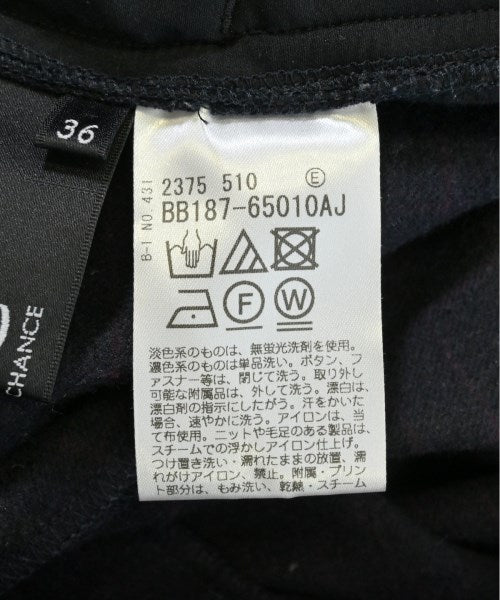 36
CHANCE
B-1 NO.431
2375 510 E
BB187-65010AJ
F W
淡色系のものは、無蛍光洗剤を使用。
濃色系のものは単品洗い。ボタン、フ
ァスナー等は、閉じて洗う。取り外し
可能な附属品は、外して洗う。漂白は、
漂白剤の指示にしたがう。汗をかいた
場合、速やかに洗う。アイロンは、当
て布使用。ニットや毛足のある製品は、
スチームでの浮かしアイロン仕上げ。
つけ置き洗い・濡れたままの放置、濡
れがけアイロン、禁止。附属・プリン
ト部分は、もみ洗い、乾熱・スチーム